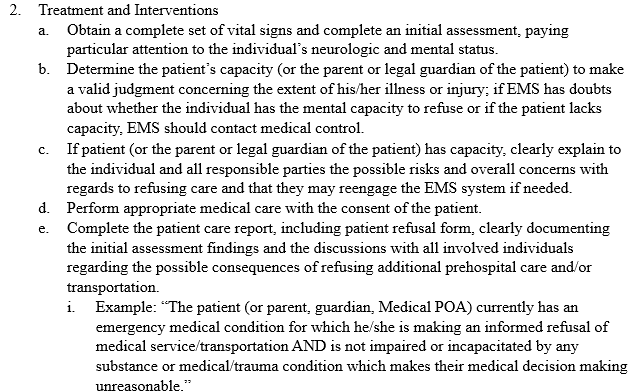 2. Treatment and Interventions
a. Obtain a complete set of vital signs and complete an initial assessment, paying
particular attention to the individual’s neurologic and mental status.
b. Determine the patient’s capacity (or the parent or legal guardian of the patient) to make
a valid judgment concerning the extent of his/her illness or injury; if EMS has doubts
about whether the individual has the mental capacity to refuse or if the patient lacks
capacity, EMS should contact medical control.
c. If patient (or the parent or legal guardian of the patient) has capacity, clearly explain to
the individual and all responsible parties the possible risks and overall concerns with
regards to refusing care and that they may reengage the EMS system if needed.
d. Perform appropriate medical care with the consent of the patient.
e. Complete the patient care report, including patient refusal form, clearly documenting
the initial assessment findings and the discussions with all involved individuals
regarding the possible consequences of refusing additional prehospital care and/or
transportation.
i. Example: “The patient (or parent, guardian, Medical POA) currently has an
emergency medical condition for which he/she is making an informed refusal of
medical service/transportation AND is not impaired or incapacitated by any
substance or medical/trauma condition which makes their medical decision making
unreasonable.”